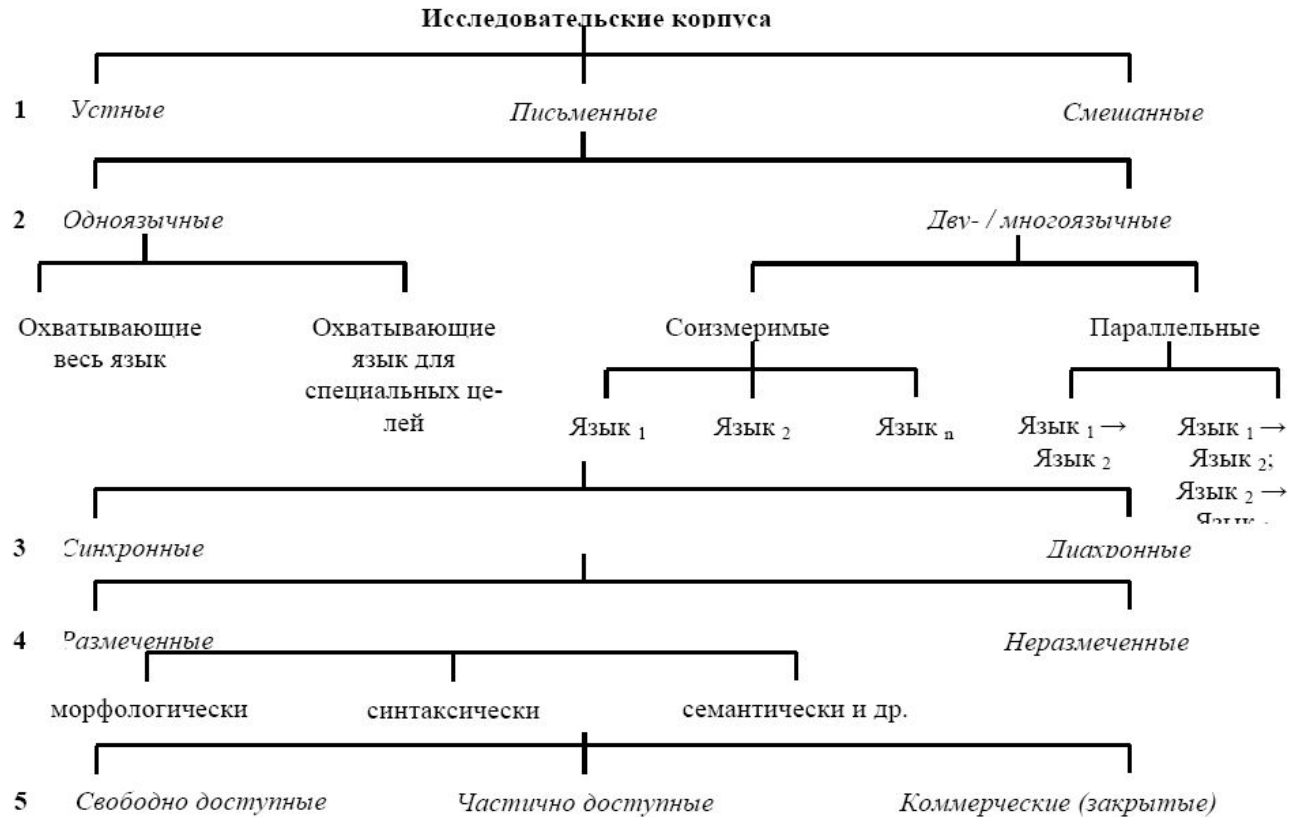 Исследовательские корпуса
1 Устные Письменные Смешанные
2 Одноязычные Дву- / многоязычные
Охватывающие весь язык
Охватывающие язык для специальных це-
лей
Соизмеримые Параллельные
Язык 1 Язык 2 Язык n
Язык 1 →
Язык 2
Язык 1 →
Язык 2;
Язык 2 →
3 Синхронные Диахронные
4 Размеченные Неразмеченные
морфологически синтаксически семантически и др.
5 Свободно доступные Частично доступные Коммерческие (закрытые)